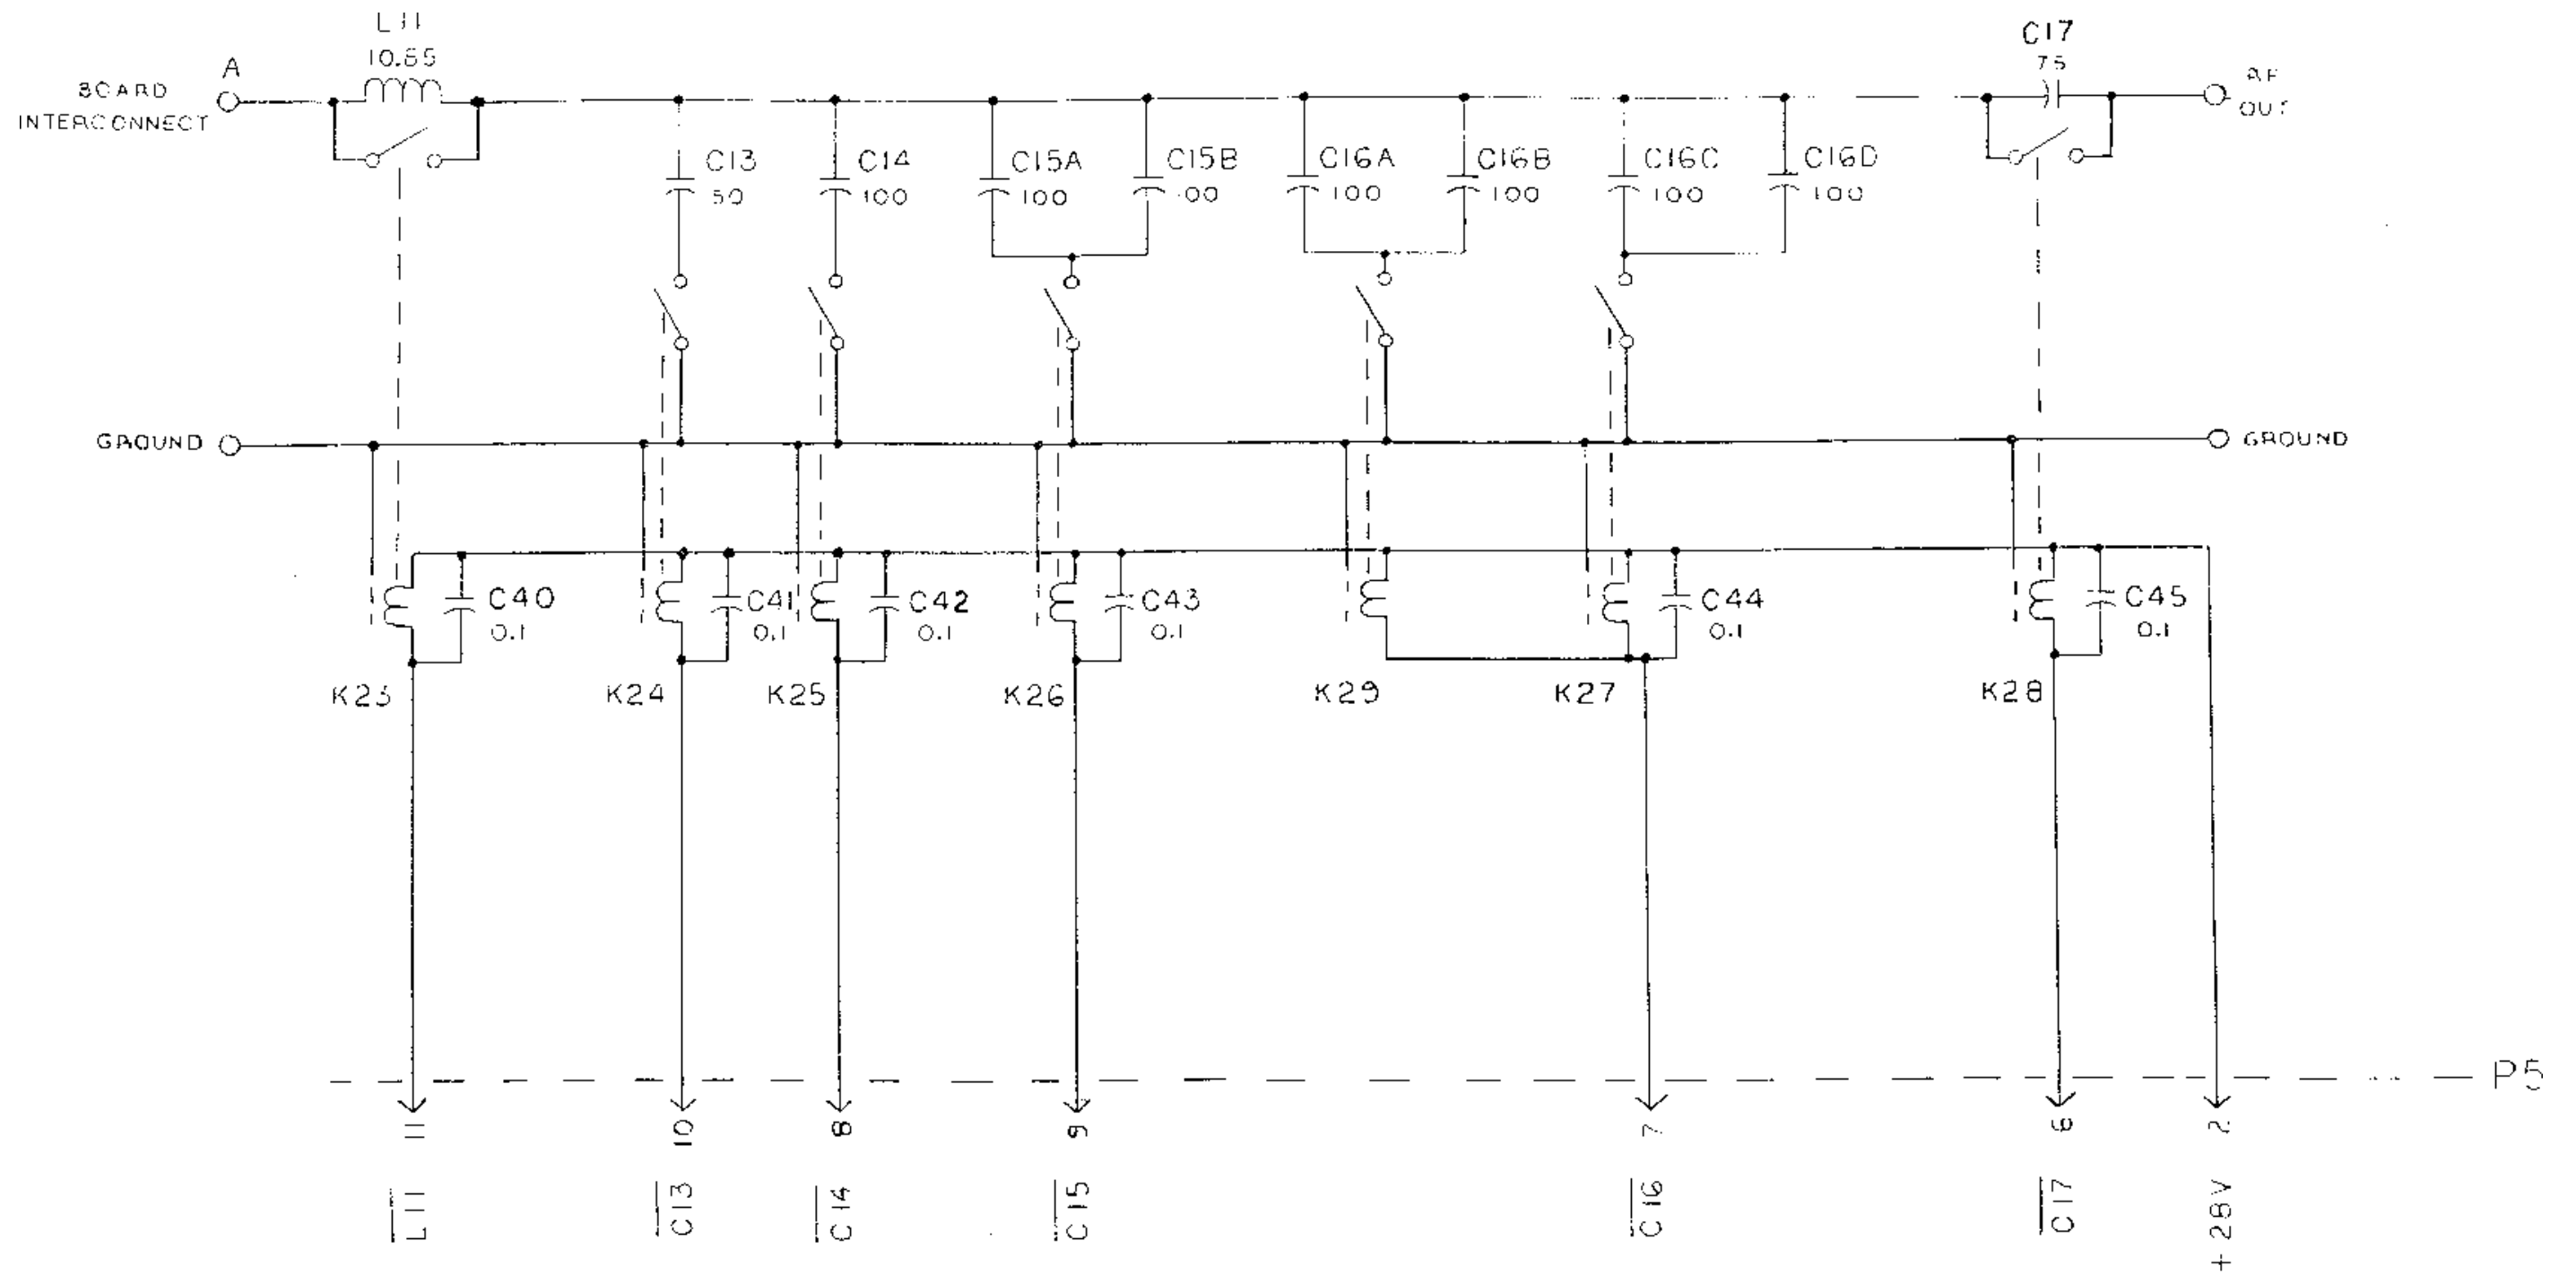 L11
10.85
C17
75
A
BOARD
INTERCONNECT
RF
OUT
C13
50
C14
100
C15A
100
C15B
100
C16A
100
C16B
100
C16C
100
C16D
100
GROUND
GROUND
C40
0.1
C41
0.1
C42
0.1
C43
0.1
C44
0.1
C45
0.1
K23
K24
K25
K26
K29
K27
K28
P5
11
10
8
9
7
6
2
L11
C13
C14
C15
C16
C17
+28V